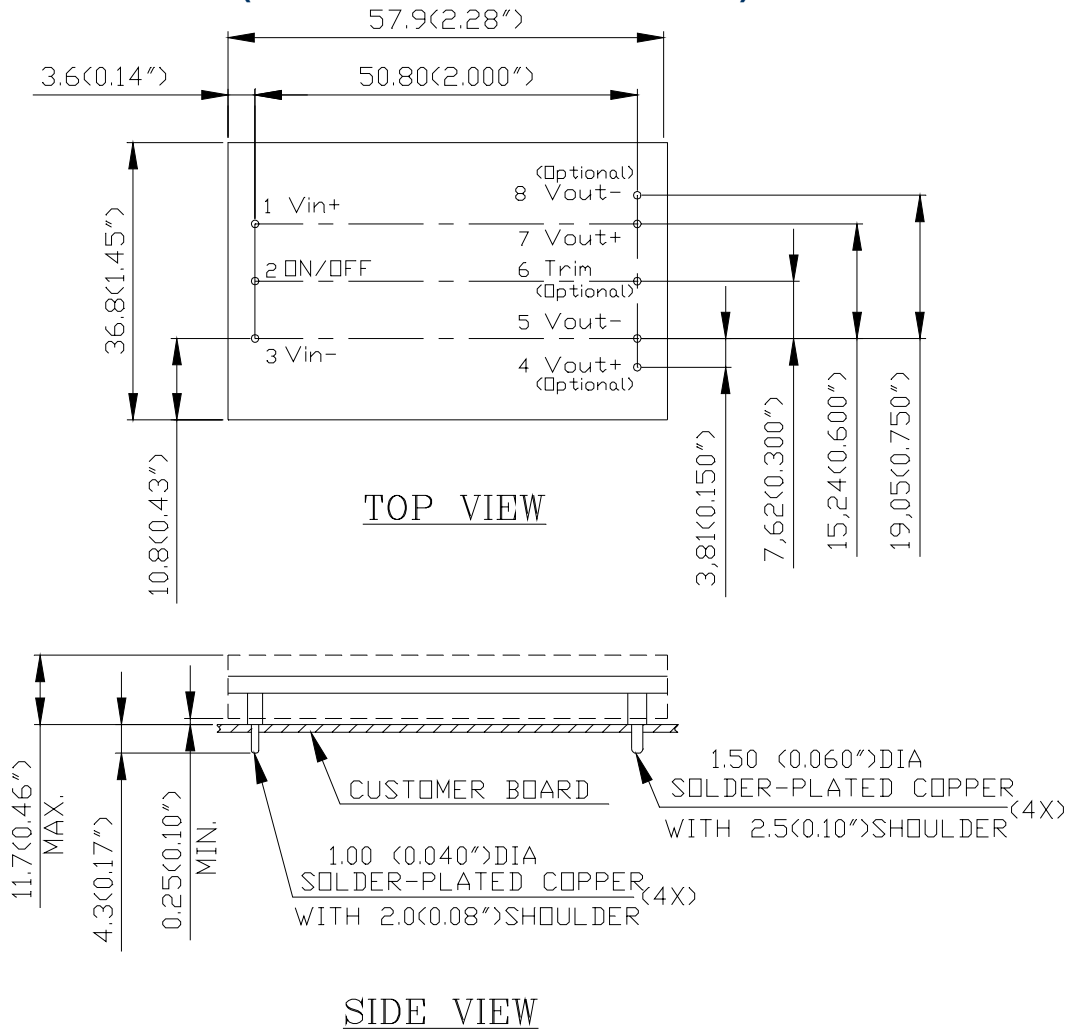 57.9(2.28")
3.6(0.14")
50.80(2.000")
36.8(1.45")
10.8(0.43")
1 Vin+
2 ON/OFF
3 Vin-
(Optional)
8 Vout-
7 Vout+
6 Trim
(Optional)
5 Vout-
4 Vout+
(Optional)
3,81(0.150")
7,62(0.300")
15,24(0.600")
19,05(0.750")
TOP VIEW
11.7(0.46")
MAX.
4.3(0.17")
0.25(0.10")
MIN.
CUSTOMER BOARD
1.00 (0.040")DIA
SOLDER-PLATED COPPER
(4X)
WITH 2.0(0.08")SHOULDER
1.50 (0.060")DIA
SOLDER-PLATED COPPER
(4X)
WITH 2.5(0.10")SHOULDER
SIDE VIEW